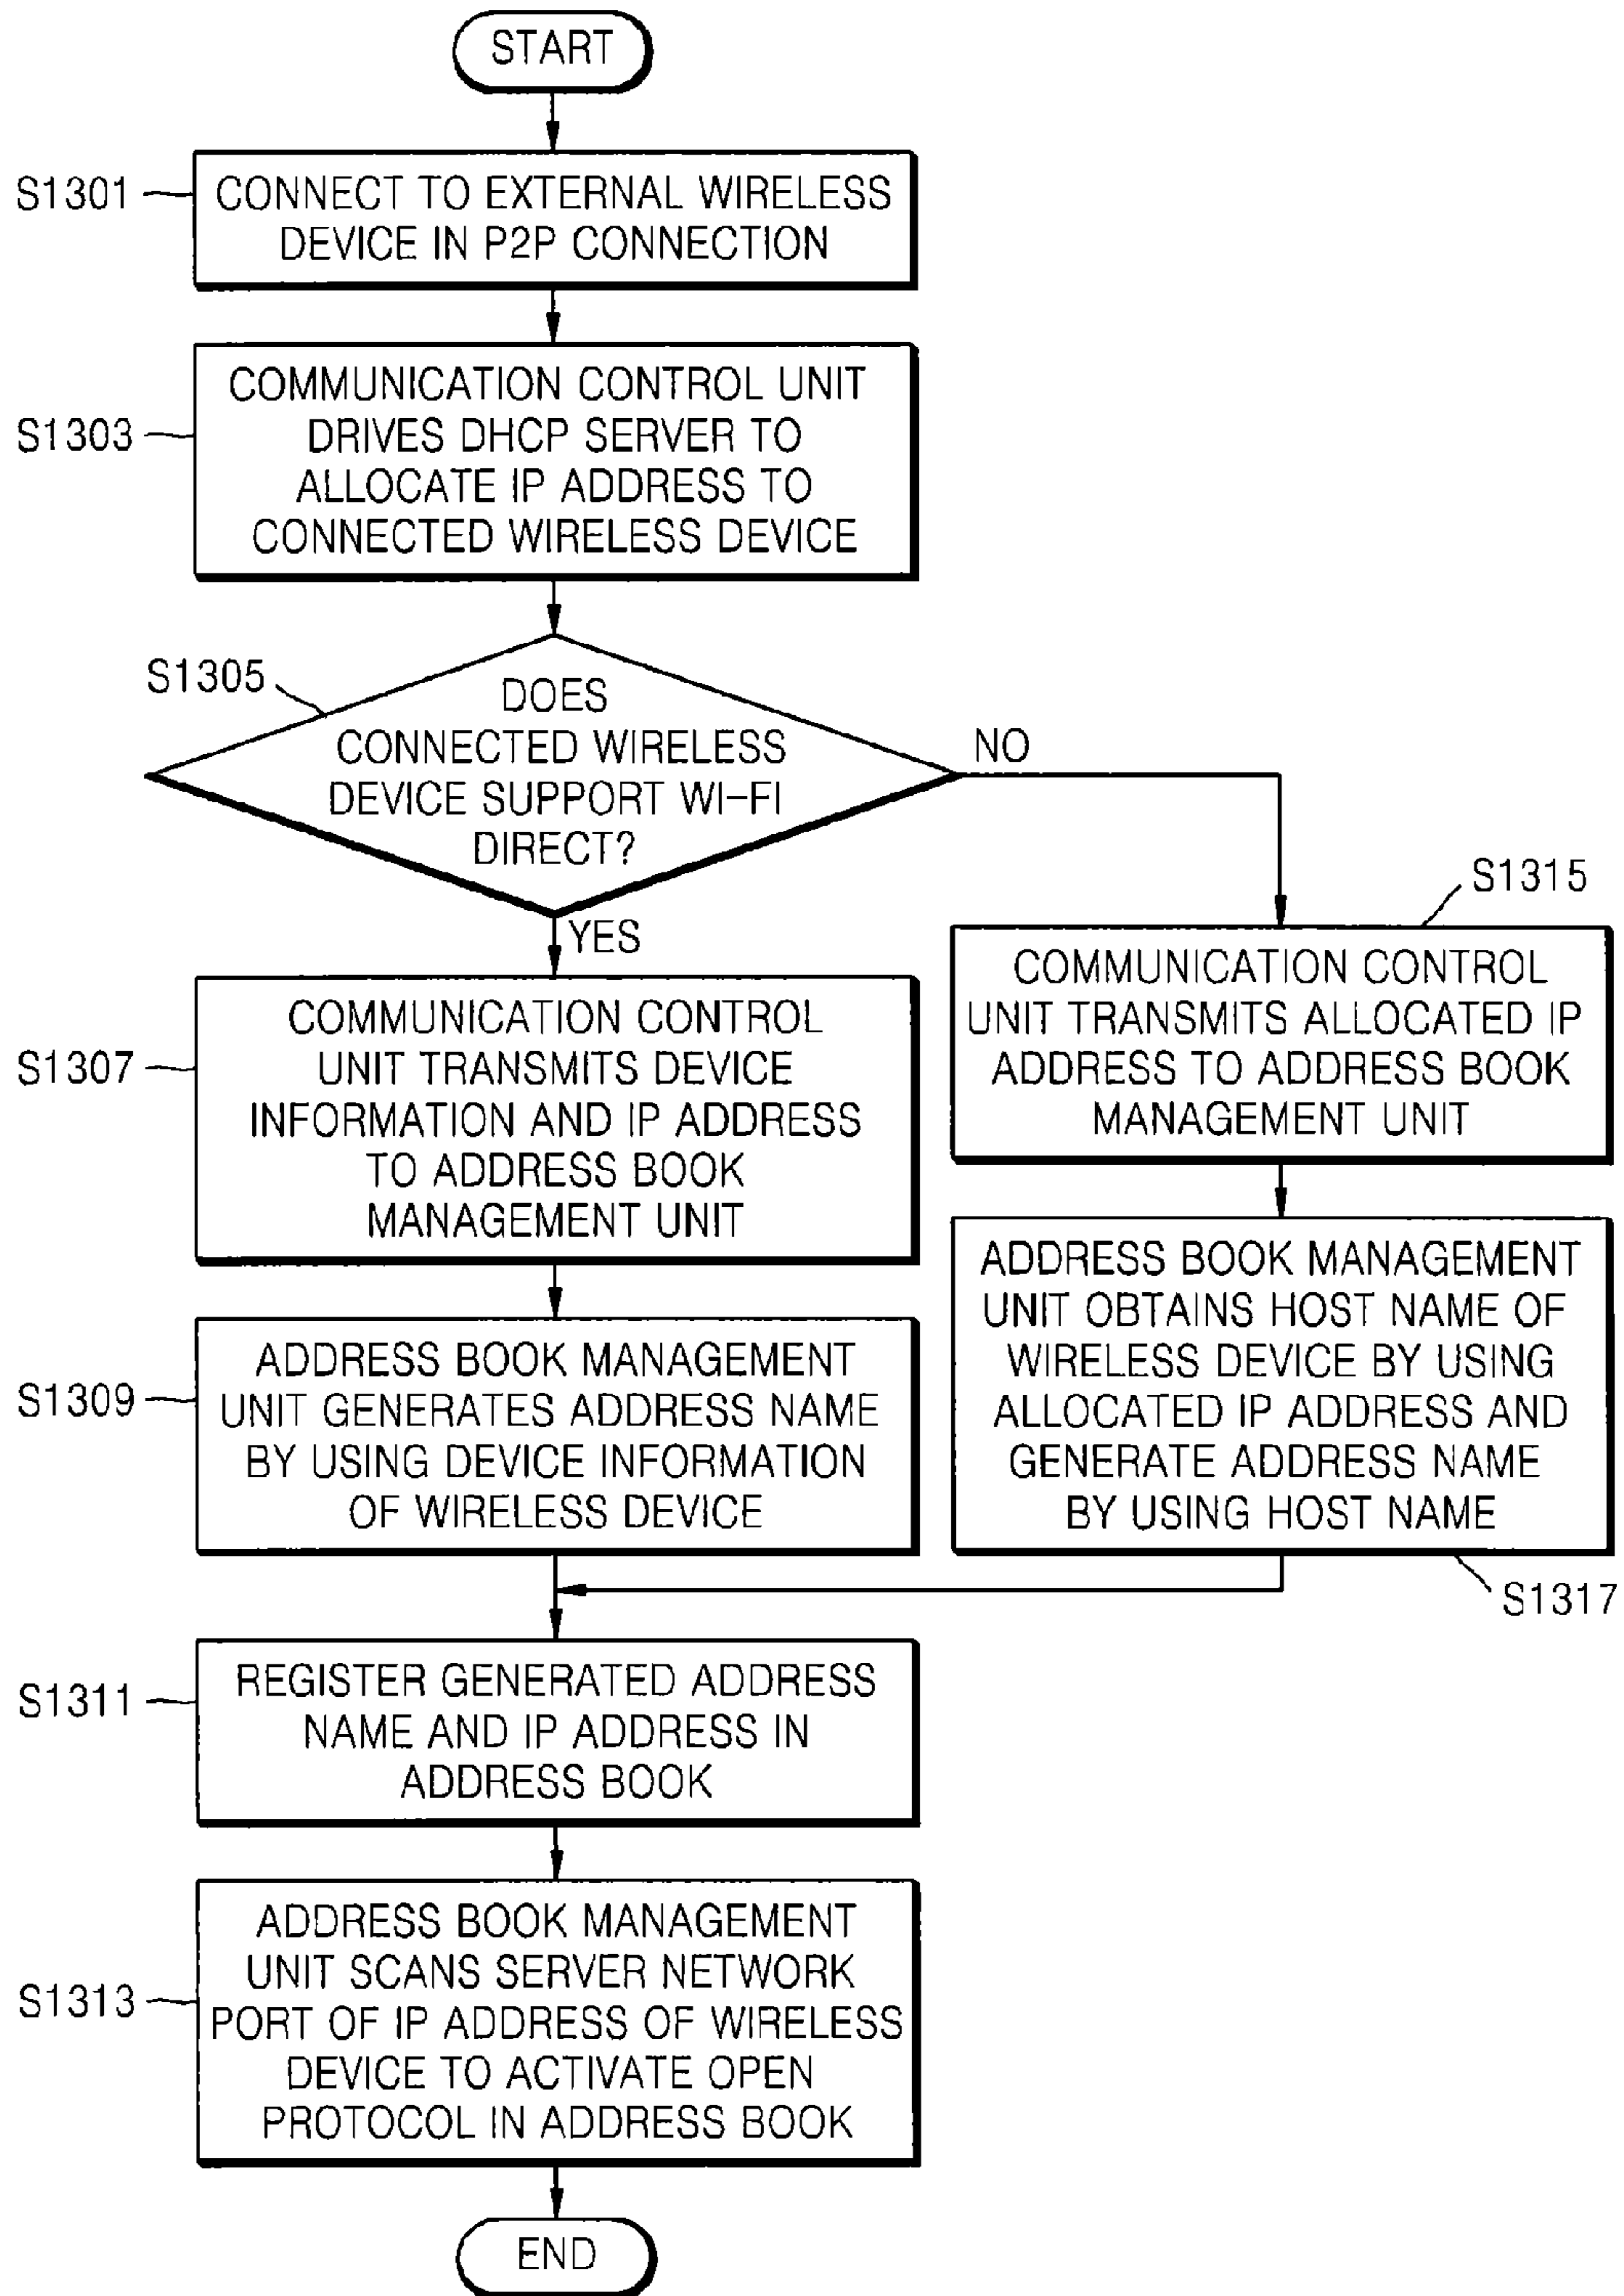 START
S1301
CONNECT TO EXTERNAL WIRELESS
DEVICE IN P2P CONNECTION
S1303
COMMUNICATION CONTROL UNIT
DRIVES DHCP SERVER TO
ALLOCATE IP ADDRESS TO
CONNECTED WIRELESS DEVICE
S1305
DOES
CONNECTED WIRELESS
DEVICE SUPPORT WI-FI
DIRECT?
NO
YES
S1307
COMMUNICATION CONTROL
UNIT TRANSMITS DEVICE
INFORMATION AND IP ADDRESS
TO ADDRESS BOOK
MANAGEMENT UNIT
S1315
COMMUNICATION CONTROL
UNIT TRANSMITS ALLOCATED IP
ADDRESS TO ADDRESS BOOK
MANAGEMENT UNIT
S1309
ADDRESS BOOK MANAGEMENT
UNIT GENERATES ADDRESS NAME
BY USING DEVICE INFORMATION
OF WIRELESS DEVICE
ADDRESS BOOK MANAGEMENT
UNIT OBTAINS HOST NAME OF
WIRELESS DEVICE BY USING
ALLOCATED IP ADDRESS AND
GENERATE ADDRESS NAME
BY USING HOST NAME
S1317
S1311
REGISTER GENERATED ADDRESS
NAME AND IP ADDRESS IN
ADDRESS BOOK
S1313
ADDRESS BOOK MANAGEMENT
UNIT SCANS SERVER NETWORK
PORT OF IP ADDRESS OF WIRELESS
DEVICE TO ACTIVATE OPEN
PROTOCOL IN ADDRESS BOOK
END